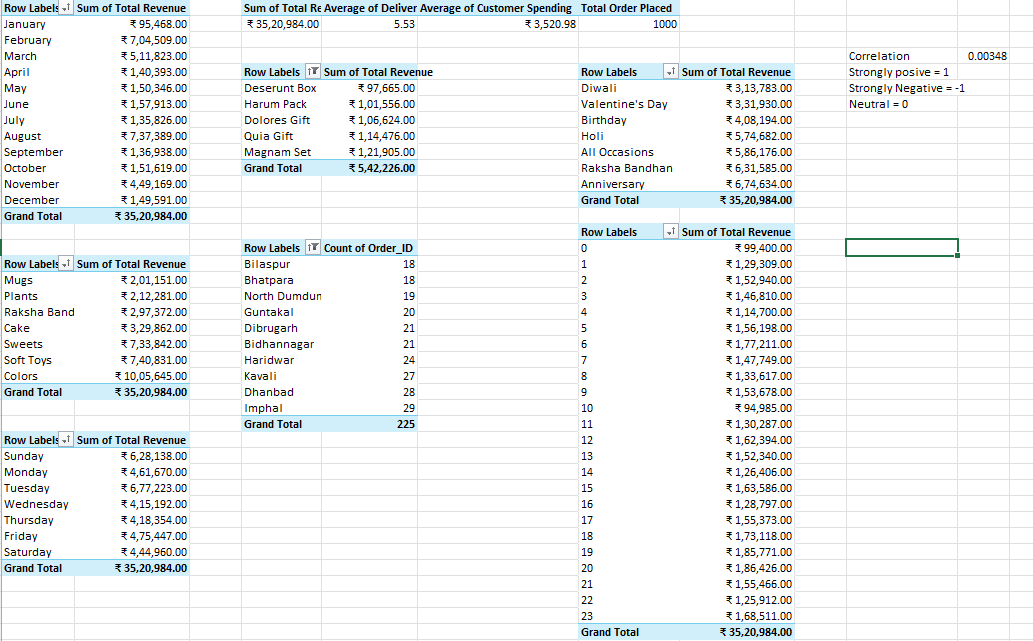 Row Labels Sum of Total Revenue
January ₹ 95,468.00
February ₹ 7,04,509.00
March ₹ 5,11,823.00
April ₹ 1,40,393.00
May ₹ 1,50,346.00
June ₹ 1,57,913.00
July ₹ 1,35,826.00
August ₹ 7,37,389.00
September ₹ 1,36,938.00
October ₹ 1,51,619.00
November ₹ 4,49,169.00
December ₹ 1,49,591.00
Grand Total ₹ 35,20,984.00
Row Labels Sum of Total Revenue
Mugs ₹ 2,01,151.00
Plants ₹ 2,12,281.00
Raksha Band ₹ 2,97,372.00
Cake ₹ 3,29,862.00
Sweets ₹ 7,33,842.00
Soft Toys ₹ 7,40,831.00
Colors ₹ 10,05,645.00
Grand Total ₹ 35,20,984.00
Row Labels Sum of Total Revenue
Sunday ₹ 6,28,138.00
Monday ₹ 4,61,670.00
Tuesday ₹ 6,77,223.00
Wednesday ₹ 4,15,192.00
Thursday ₹ 4,18,354.00
Friday ₹ 4,75,447.00
Saturday ₹ 4,44,960.00
Grand Total ₹ 35,20,984.00
Sum of Total Re Average of Deliver Average of Customer Spending Total Order Placed
₹ 35,20,984.00 5.53 ₹ 3,520.98 1000
Row Labels Sum of Total Revenue
Deserunt Box ₹ 97,665.00
Harum Pack ₹ 1,01,556.00
Dolores Gift ₹ 1,06,624.00
Quia Gift ₹ 1,14,476.00
Magnam Set ₹ 1,21,905.00
Grand Total ₹ 5,42,226.00
Row Labels Count of Order_ID
Bilaspur 18
Bhatpara 18
North Dumdun 19
Guntakal 20
Dibrugarh 21
Bidhannagar 21
Haridwar 24
Kavali 27
Dhanbad 28
Imphal 29
Grand Total 225
Row Labels Sum of Total Revenue
Diwali ₹ 3,13,783.00
Valentine's Day ₹ 3,31,930.00
Birthday ₹ 4,08,194.00
Holi ₹ 5,74,682.00
All Occasions ₹ 5,86,176.00
Raksha Bandhan ₹ 6,31,585.00
Anniversary ₹ 6,74,634.00
Grand Total ₹ 35,20,984.00
Row Labels Sum of Total Revenue
0 ₹ 99,400.00
1 ₹ 1,29,309.00
2 ₹ 1,52,940.00
3 ₹ 1,46,810.00
4 ₹ 1,14,700.00
5 ₹ 1,56,198.00
6 ₹ 1,77,211.00
7 ₹ 1,47,749.00
8 ₹ 1,33,617.00
9 ₹ 1,53,678.00
10 ₹ 94,985.00
11 ₹ 1,30,287.00
12 ₹ 1,62,394.00
13 ₹ 1,52,340.00
14 ₹ 1,26,406.00
15 ₹ 1,63,586.00
16 ₹ 1,28,797.00
17 ₹ 1,55,373.00
18 ₹ 1,73,118.00
19 ₹ 1,85,771.00
20 ₹ 1,86,426.00
21 ₹ 1,55,466.00
22 ₹ 1,25,912.00
23 ₹ 1,68,511.00
Grand Total ₹ 35,20,984.00
Correlation 0.00348
Strongly posive = 1
Strongly Negative = -1
Neutral = 0